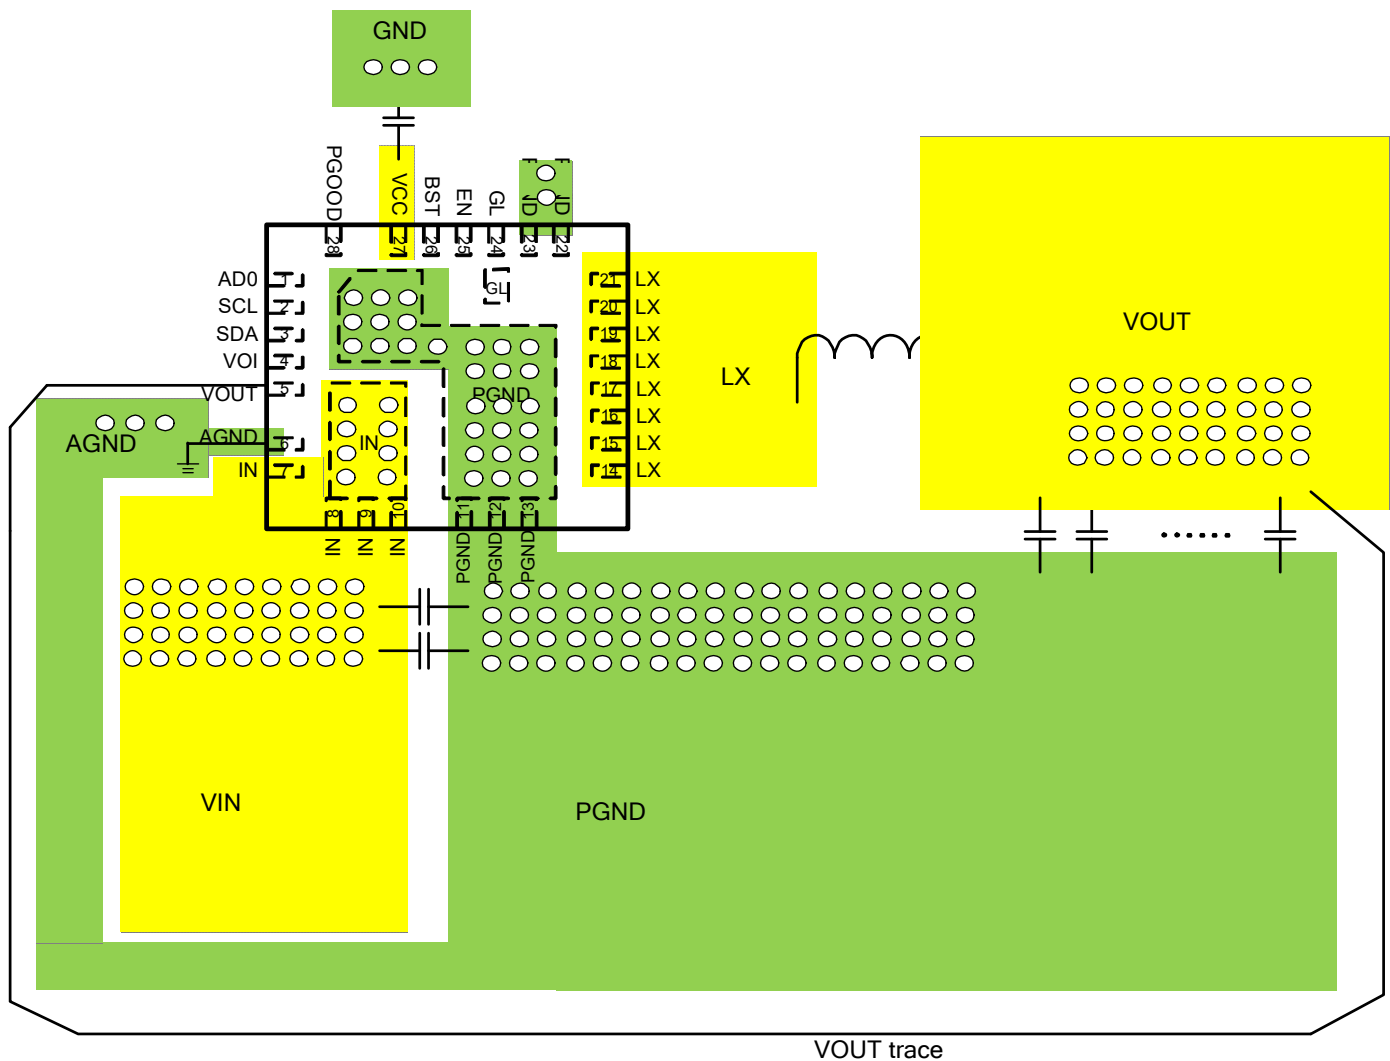 GND
PGOOD
VCC
BST
EN
GL
28
27
26
25
24
23
22
AD0 1
SCL 2
SDA 3
VOI 4
VOUT 5
AGND 6
IN 7
GL
21 LX
20 LX
19 LX
18 LX
17 LX
16 LX
15 LX
14 LX
LX
VOUT
PGND
IN
AGND
8
9
10
11
12
13
IN
IN
IN
PGND
PGND
PGND
VIN
PGND
VOUT trace